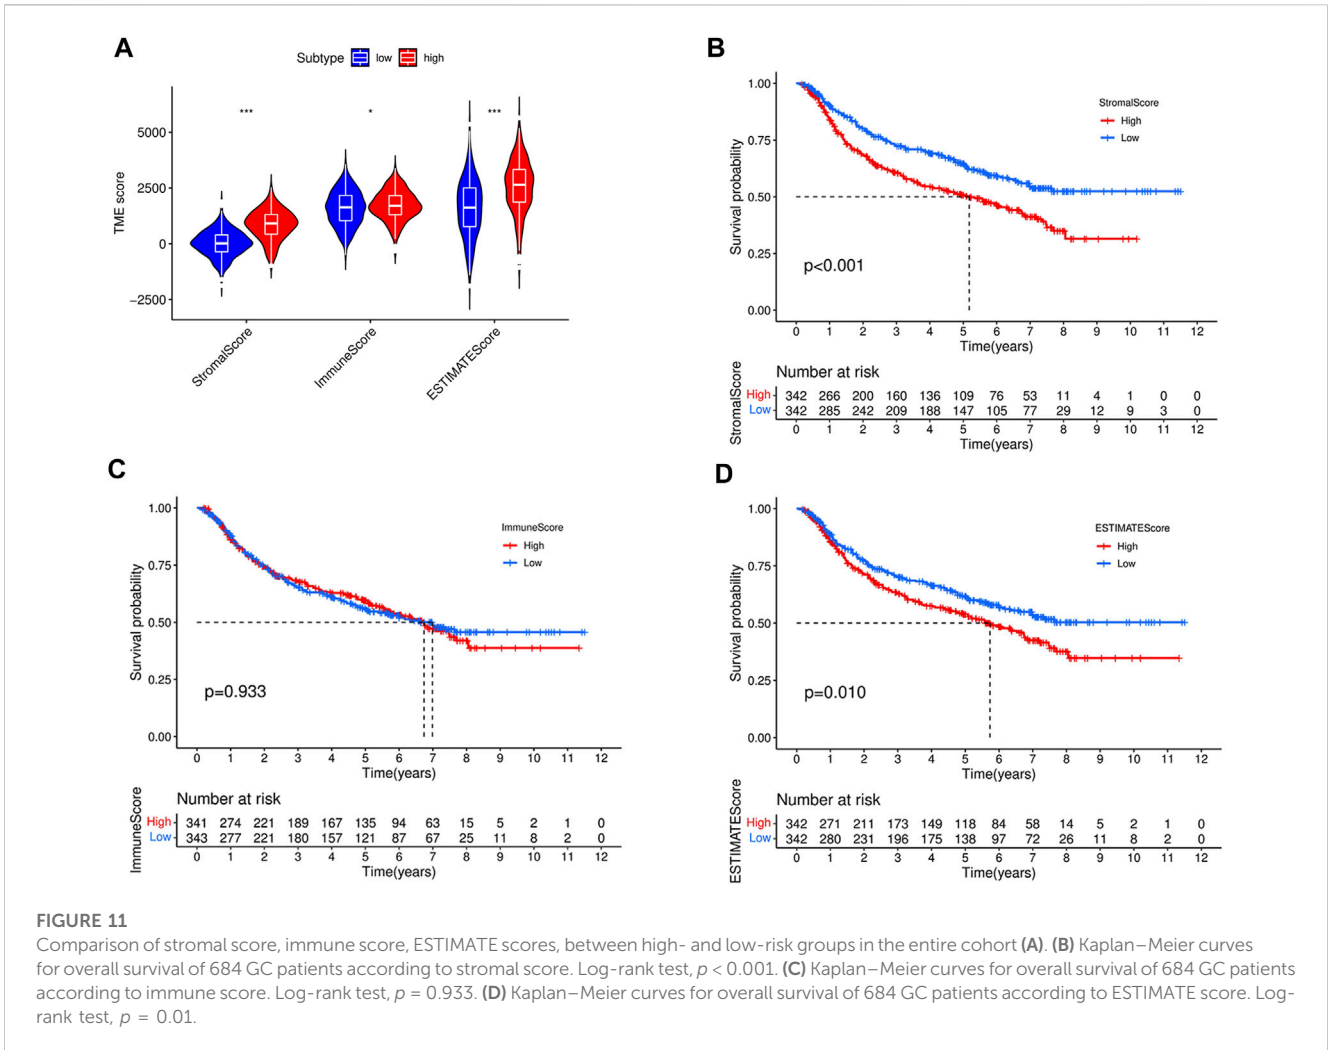 A
Subtype low high
***
*
***
5000
2500
0
−2500
TME score
StromalScore
ImmuneScore
ESTIMATEScore
B
1.00
0.75
0.50
0.25
0.00
Survival probability
StromalScore
High
Low
p<0.001
0 1 2 3 4 5 6 7 8 9 10 11 12
Time(years)
Number at risk
StromalScore
High 342 266 200 160 136 109 76 53 11 4 1 0 0
Low 342 285 242 209 188 147 105 77 29 12 9 3 0
0 1 2 3 4 5 6 7 8 9 10 11 12
Time(years)
C
1.00
0.75
0.50
0.25
0.00
Survival probability
ImmuneScore
High
Low
p=0.933
0 1 2 3 4 5 6 7 8 9 10 11 12
Time(years)
Number at risk
ImmuneScore
High 341 274 221 189 167 135 94 63 15 5 2 1 0
Low 343 277 221 180 157 121 87 67 25 11 8 2 0
0 1 2 3 4 5 6 7 8 9 10 11 12
Time(years)
D
1.00
0.75
0.50
0.25
0.00
Survival probability
ESTIMATEScore
High
Low
p=0.010
0 1 2 3 4 5 6 7 8 9 10 11 12
Time(years)
Number at risk
ESTIMATEScore
High 342 271 211 173 149 118 84 58 14 5 2 1 0
Low 342 280 231 196 175 138 97 72 26 11 8 2 0
0 1 2 3 4 5 6 7 8 9 10 11 12
Time(years)
FIGURE 11
Comparison of stromal score, immune score, ESTIMATE scores, between high- and low-risk groups in the entire cohort (A). (B) Kaplan–Meier curves
for overall survival of 684 GC patients according to stromal score. Log-rank test, p < 0.001. (C) Kaplan–Meier curves for overall survival of 684 GC patients
according to immune score. Log-rank test, p = 0.933. (D) Kaplan–Meier curves for overall survival of 684 GC patients according to ESTIMATE score. Log-
rank test, p = 0.01.